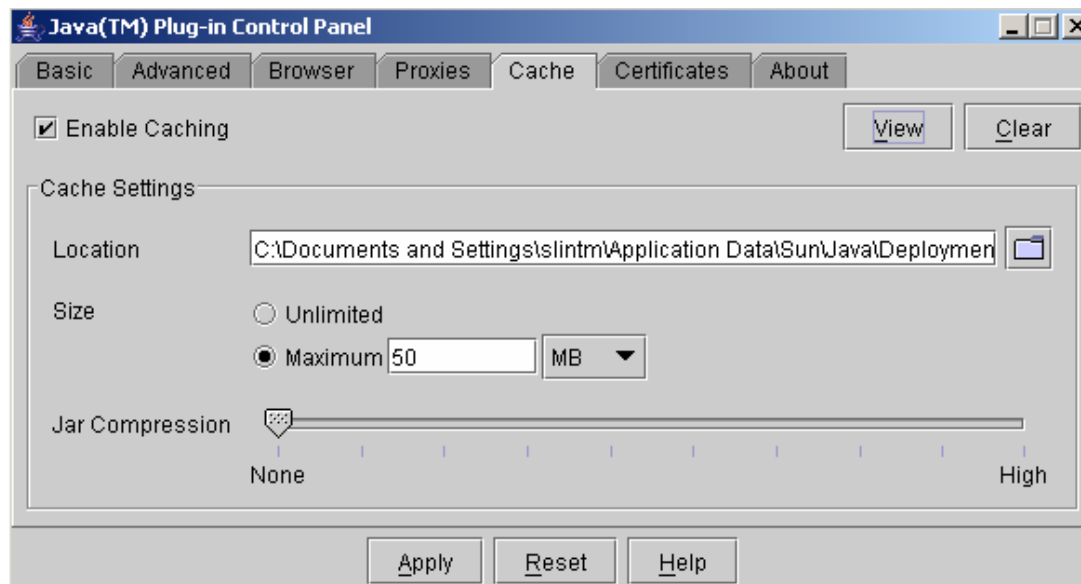 Java(TM) Plug-in Control Panel
Basic Advanced Browser Proxies Cache Certificates About
Enable Caching View Clear
Cache Settings
Location C:\Documents and Settings\slintm\Application Data\Sun\Java\Deploymen
Size Unlimited
Maximum 50 MB
Jar Compression
None High
Apply Reset Help